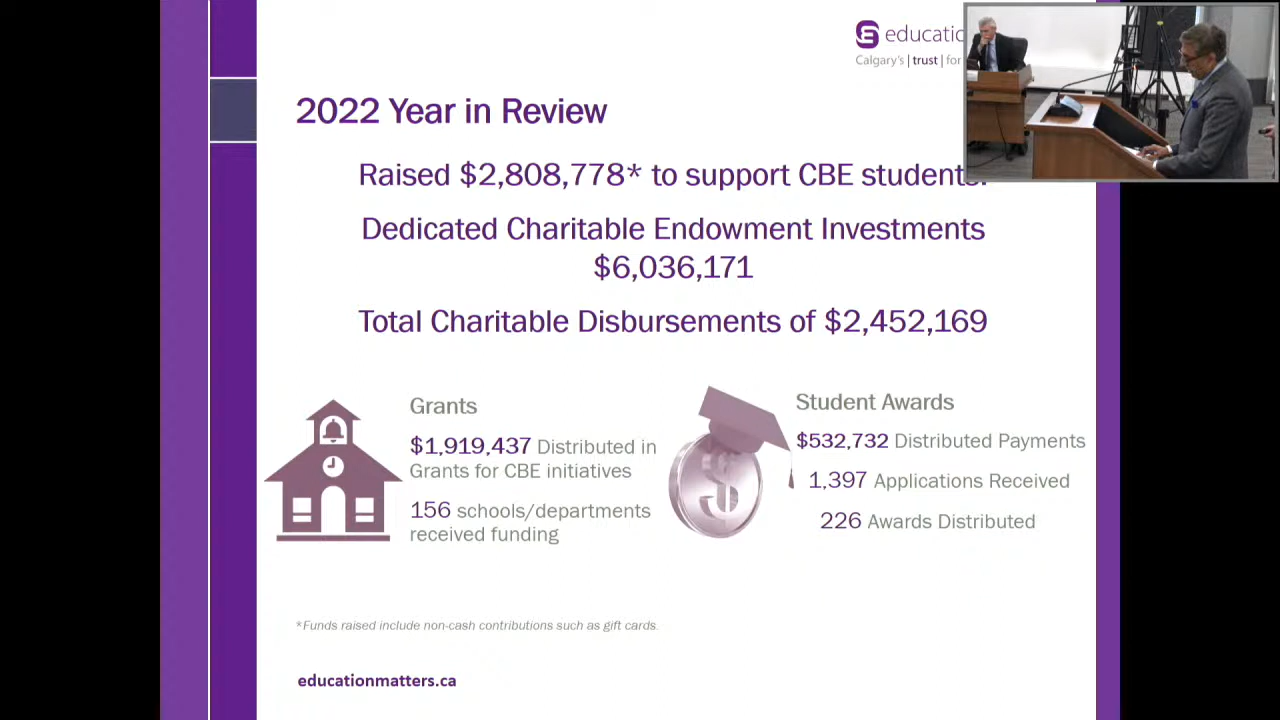 Calgary's | trust | for
2022 Year in Review
Raised $2,808,778* to support CBE students.
Dedicated Charitable Endowment Investments
$6,036,171
Total Charitable Disbursements of $2,452,169
Grants
$1,919,437 Distributed in
Grants for CBE initiatives
156 schools/departments
received funding
Student Awards
$532,732 Distributed Payments
1,397 Applications Received
226 Awards Distributed
*Funds raised include non-cash contributions such as gift cards.
educationmatters.ca